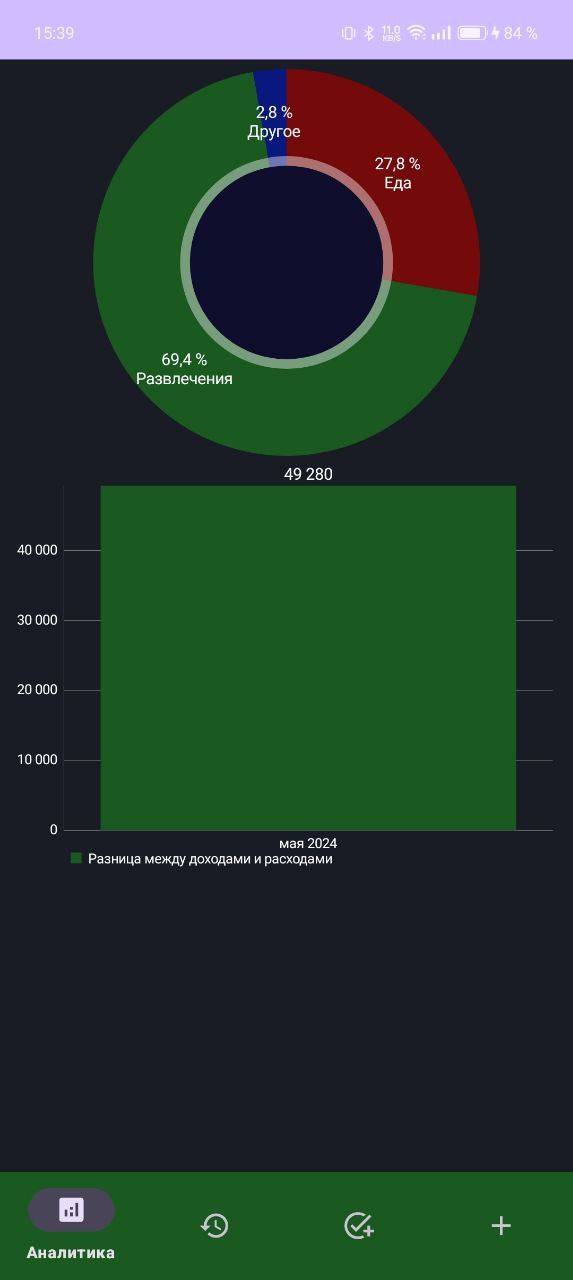 15:39
11,0 KB/S
84 %
2,8 %
Другое
27,8 %
Еда
69,4 %
Развлечения
49 280
40 000
30 000
20 000
10 000
0
мая 2024
Разница между доходами и расходами
Аналитика